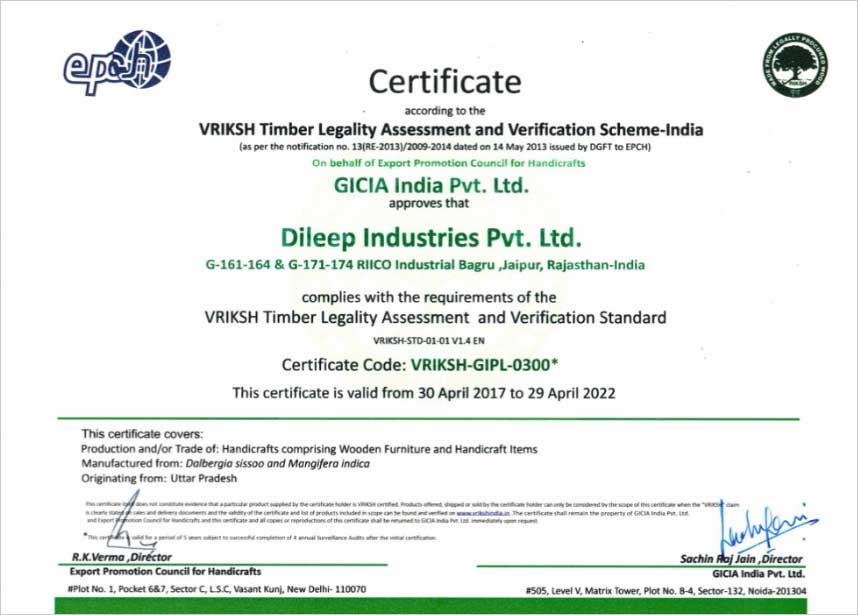 epch
MADE FROM LEGALLY PROCURED WOOD
VRIKSH
Certificate
according to the
VRIKSH Timber Legality Assessment and Verification Scheme-India
(as per the notification no. 13(RE-2013)/2009-2014 dated on 14 May 2013 issued by DGFT to EPCH)
On behalf of Export Promotion Council for Handicrafts
GICIA India Pvt. Ltd.
approves that
Dileep Industries Pvt. Ltd.
G-161-164 & G-171-174 RIICO Industrial Bagru ,Jaipur, Rajasthan-India
complies with the requirements of the
VRIKSH Timber Legality Assessment and Verification Standard
VRIKSH-STD-01-01 V1.4 EN
Certificate Code: VRIKSH-GIPL-0300*
This certificate is valid from 30 April 2017 to 29 April 2022
This certificate covers:
Production and/or Trade of: Handicrafts comprising Wooden Furniture and Handicraft Items
Manufactured from: Dalbergia sissoo and Mangifera indica
Originating from: Uttar Pradesh
This certificate itself does not constitute evidence that a particular product supplied by the certificate holder is VRIKSH certified. Products offered, shipped or sold by the certificate holder can only be considered by the scope of this certificate when the "VRIKSH" claim
is clearly stated on sales and delivery documents and the validity of the certificate and list of products included in scope can be found and verified on www.vrikshindia.in. The certificate shall remain the property of GICIA India Pvt. Ltd.
and Export Promotion Council for Handicrafts and this certificate and all copies or reproductions of this certificate shall be returned to GICIA India Pvt. Ltd. immediately upon request.
*This certificate is valid for a period of 5 years subject to successful completion of 4 annual Surveillance Audits after the initial certification.
R.K.Verma ,Director
Export Promotion Council for Handicrafts
#Plot No. 1, Pocket 6&7, Sector C, L.S.C, Vasant Kunj, New Delhi- 110070
Sachin Raj Jain ,Director
GICIA India Pvt. Ltd.
#505, Level V, Matrix Tower, Plot No. B-4, Sector-132, Noida-201304